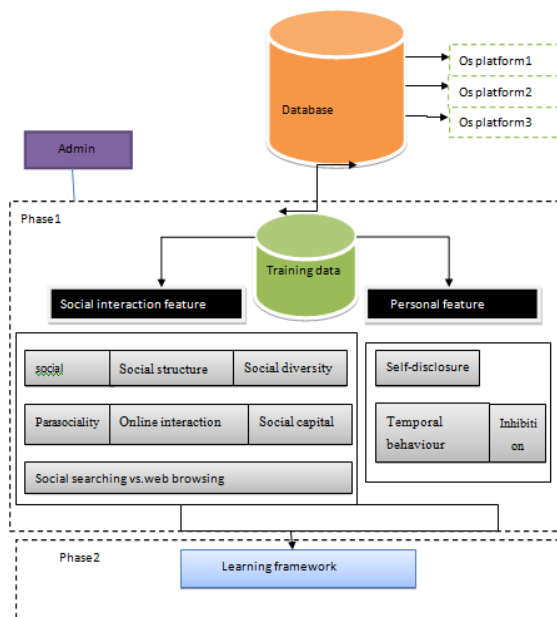 Os platform1
Database
Os platform2
Os platform3
Admin
Phase1
Training data
Social interaction feature
Personal feature
social
Social structure
Social diversity
Self-disclosure
Parasociality
Online interaction
Social capital
Temporal
behaviour
Inhibiti
on
Social searching vs.web browsing
Phase2
Learning framework